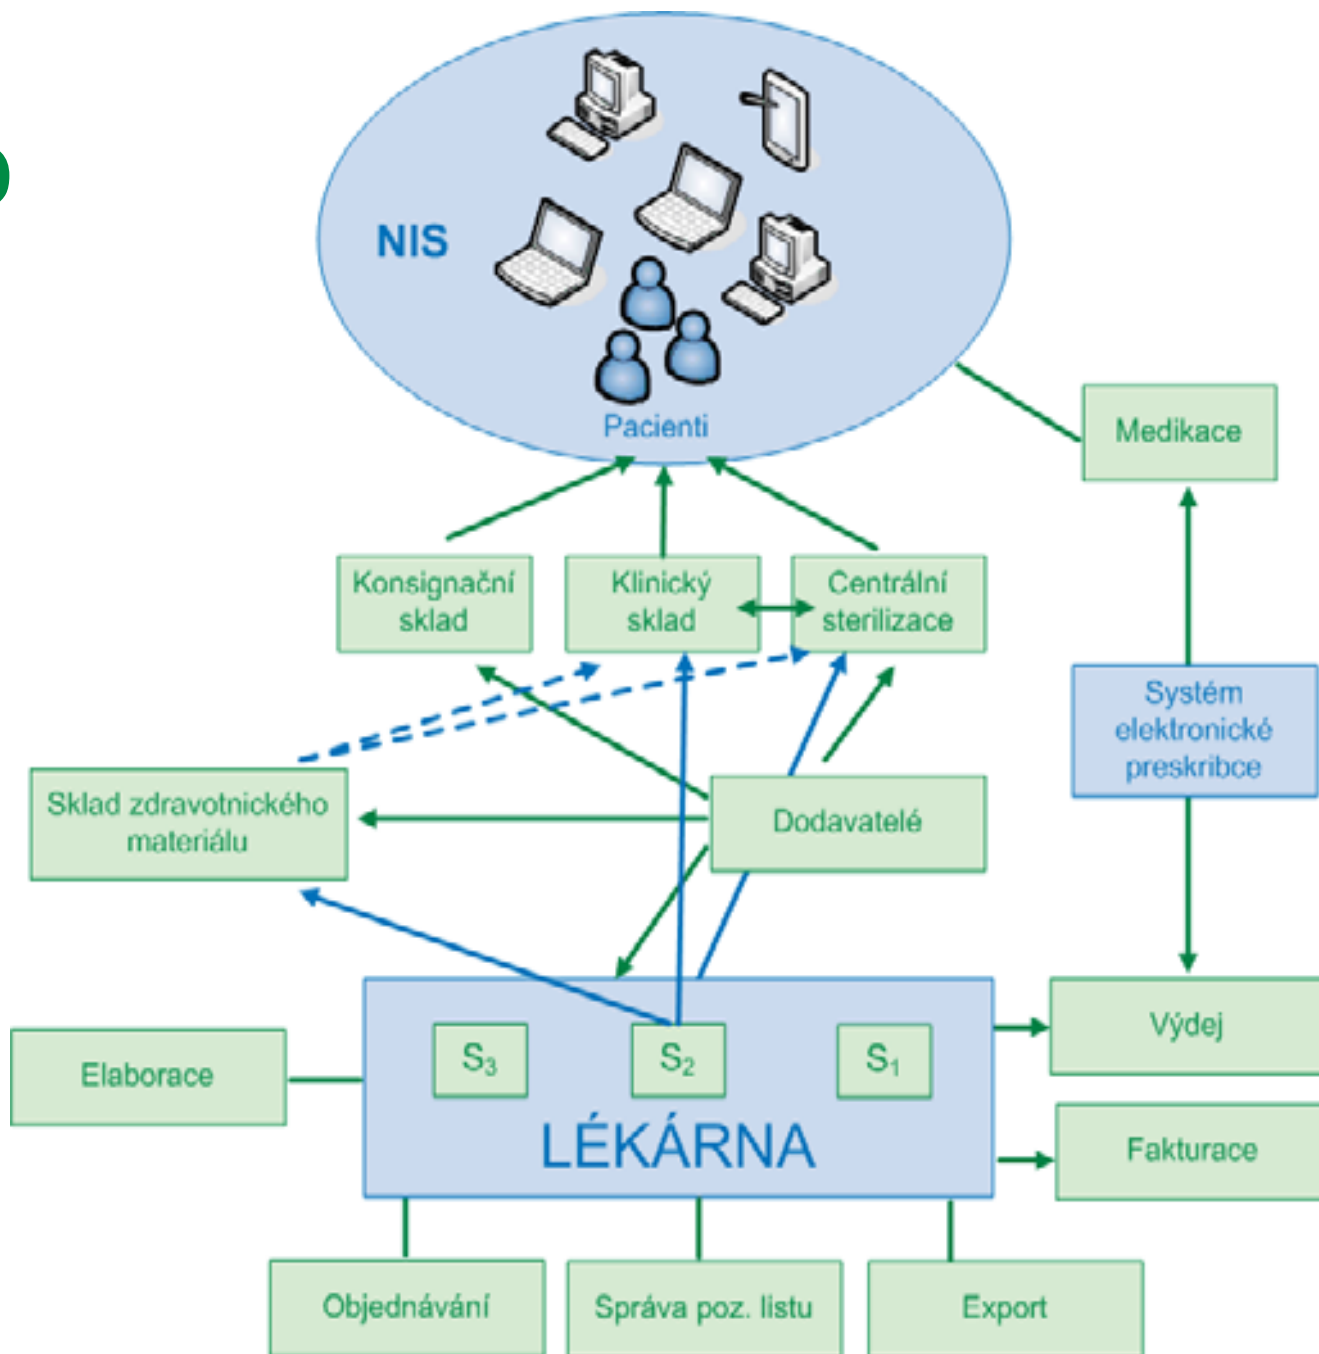 NIS
Pacienti
Medikace
Konsignační
sklad
Klinický
sklad
Centrální
sterilizace
Systém
elektronické
preskribce
Sklad zdravotnického
materiálu
Dodavatelé
Výdej
S3
S2
S1
Elaborace
LÉKÁRNA
Fakturace
Objednávání
Správa poz. listu
Export